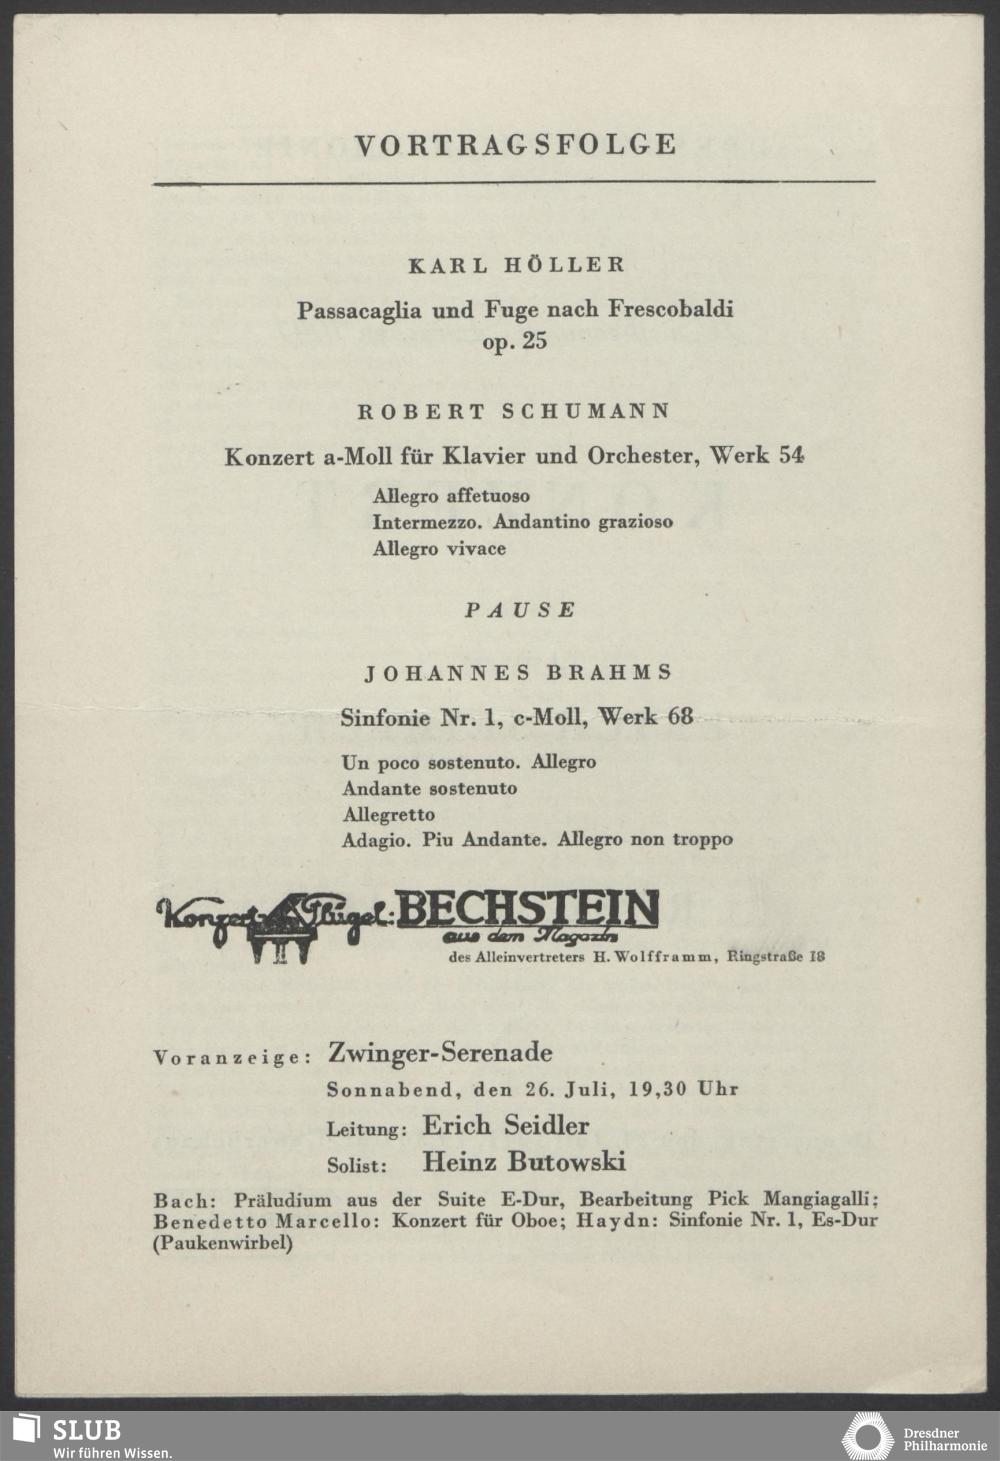 VORTRAGSFOLGE
KARL HÖLLER
Passacaglia und Fuge nach Frescobaldi
op. 25
ROBERT SCHUMANN
Konzert a-Moll für Klavier und Orchester, Werk 54
Allegro affetuoso
Intermezzo. Andantino grazioso
Allegro vivace
PAUSE
JOHANNES BRAHMS
Sinfonie Nr. 1, c-Moll, Werk 68
Un poco sostenuto. Allegro
Andante sostenuto
Allegretto
Adagio. Piu Andante. Allegro non troppo
Konzert-Flügel: BECHSTEIN
aus dem Magazin
des Alleinvertreters H. Wolfframm, Ringstraße 18
Voranzeige: Zwinger-Serenade
Sonnabend, den 26. Juli, 19,30 Uhr
Leitung: Erich Seidler
Solist: Heinz Butowski
Bach: Präludium aus der Suite E-Dur, Bearbeitung Pick Mangiagalli;
Benedetto Marcello: Konzert für Oboe; Haydn: Sinfonie Nr. 1, Es-Dur
(Paukenwirbel)
SLUB
Wir führen Wissen.
Dresdner
Philharmonie